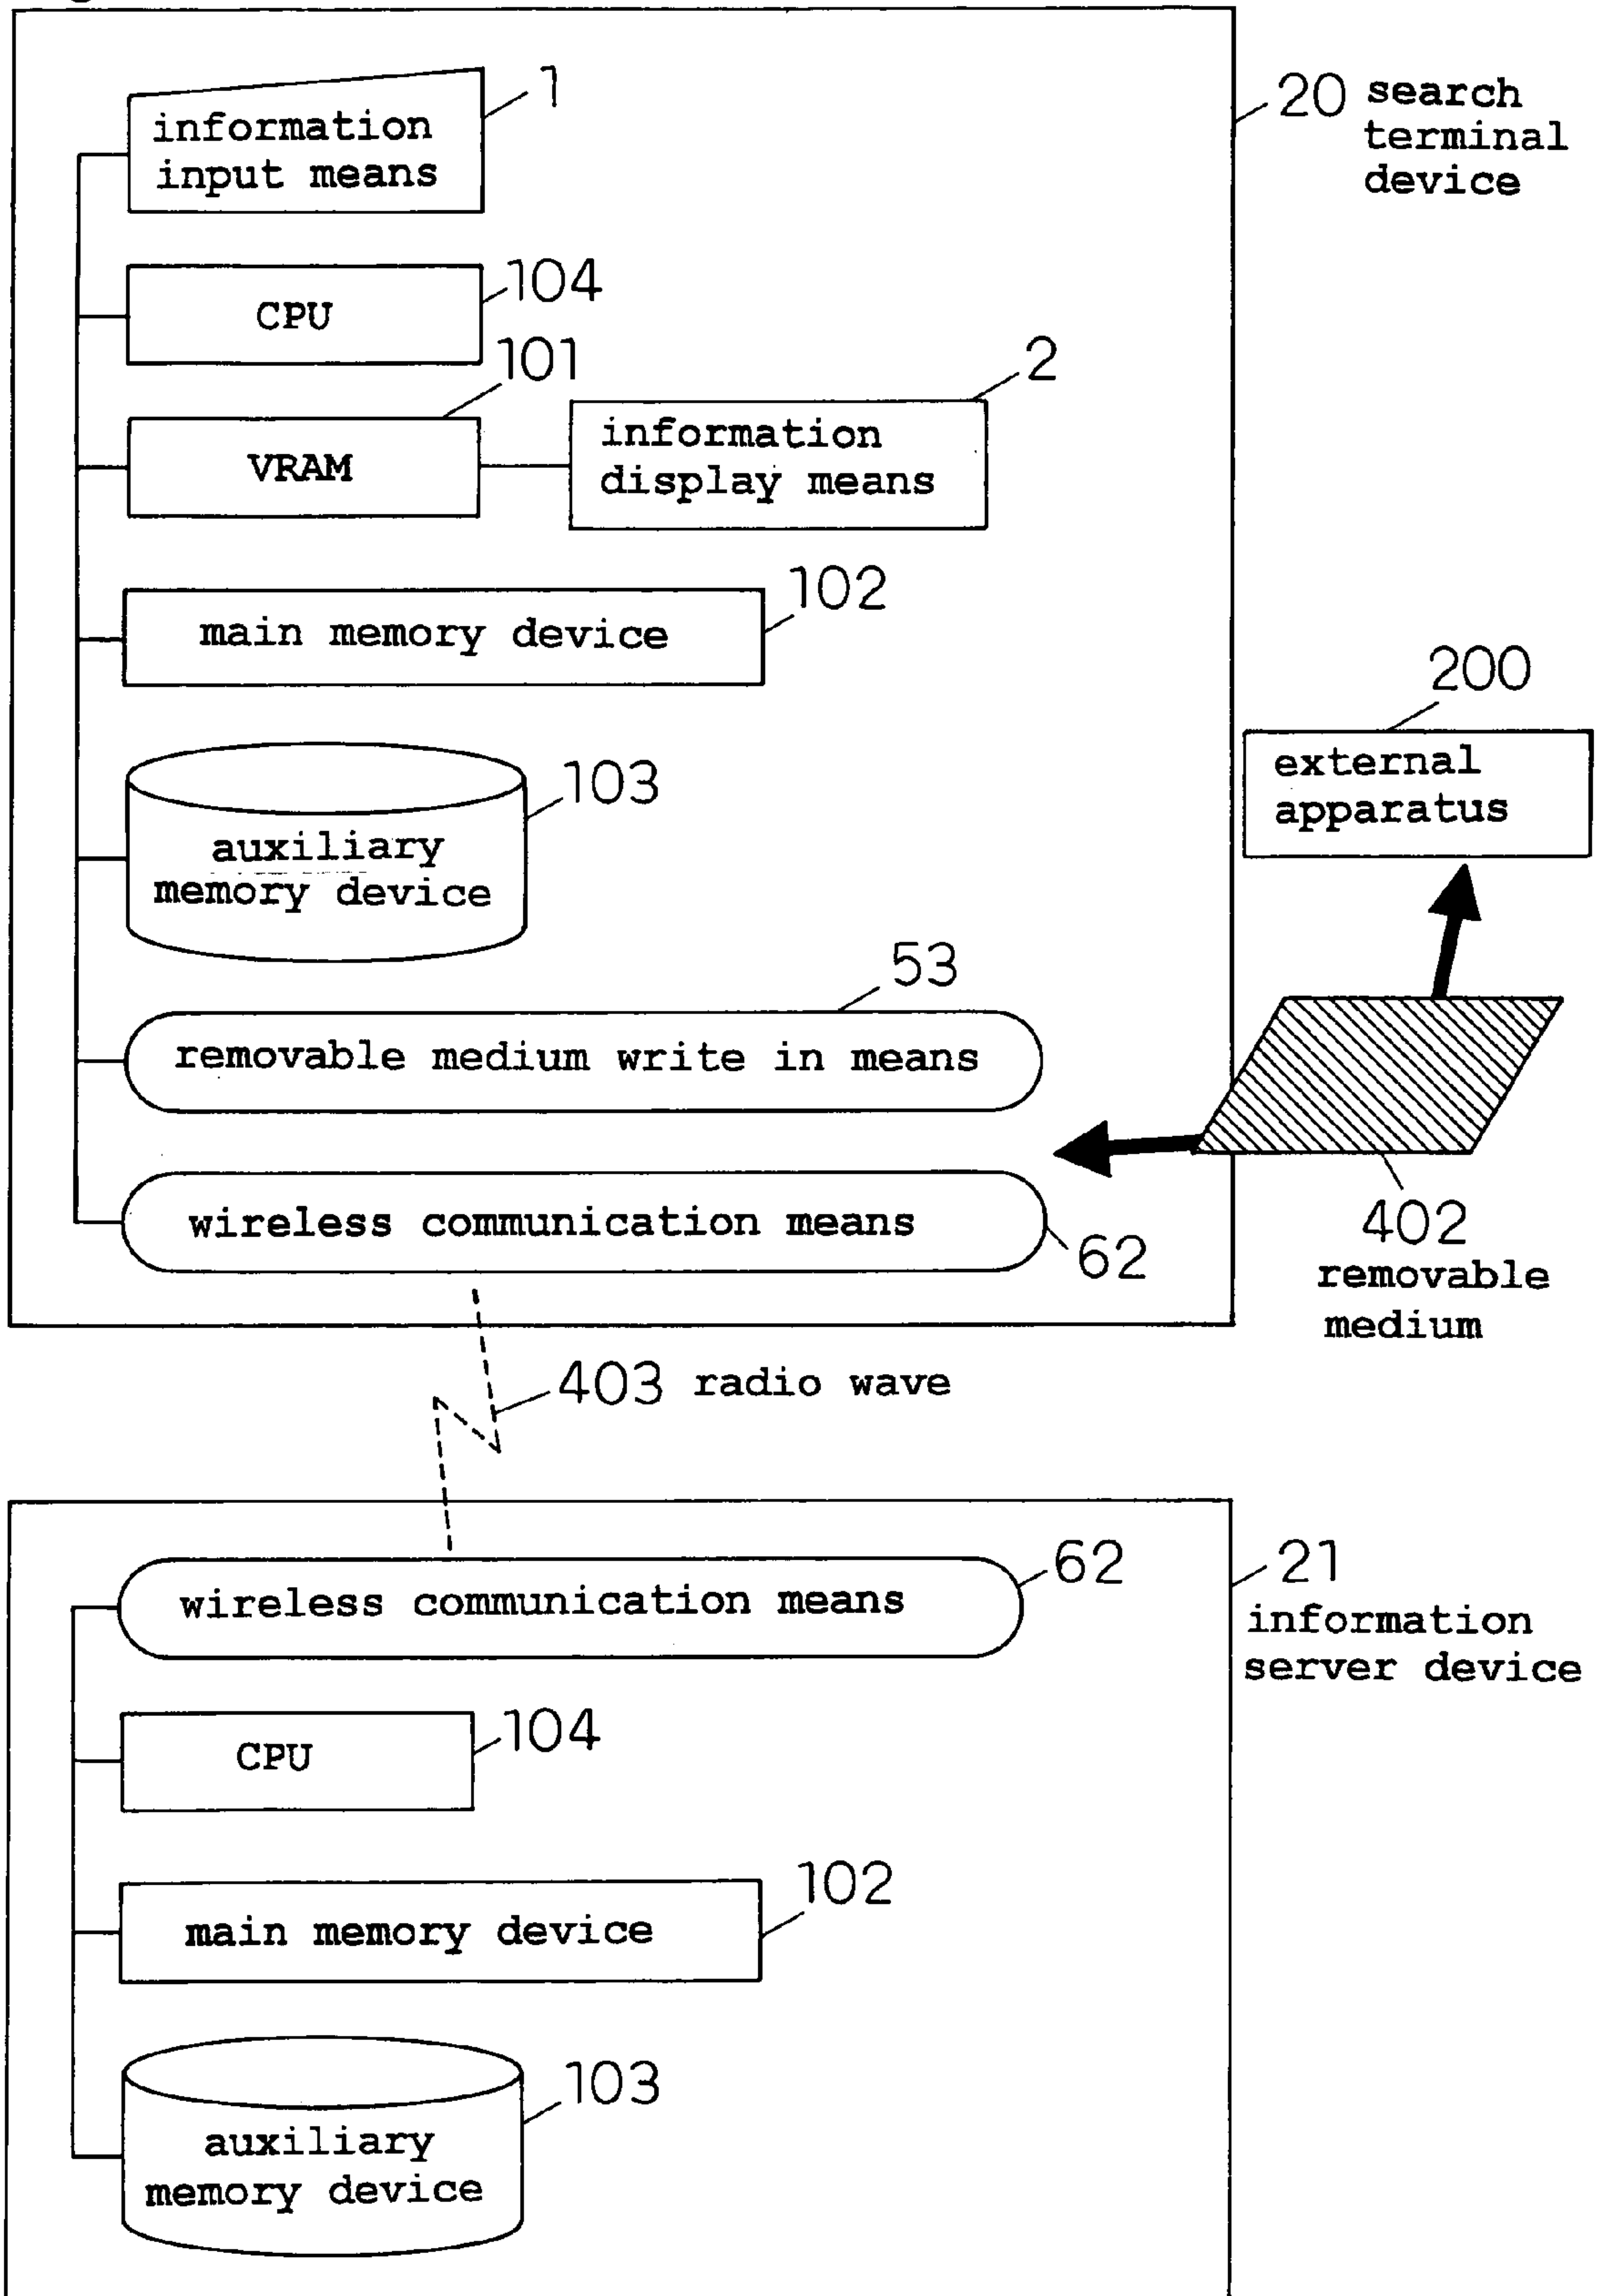 1
information
input means
20 search
terminal
device
104
CPU
101
VRAM
2
information
display means
102
main memory device
200
external
apparatus
103
auxiliary
memory device
53
removable medium write in means
wireless communication means
62
402
removable
medium
403 radio wave
62
wireless communication means
21
information
server device
104
CPU
102
main memory device
103
auxiliary
memory device